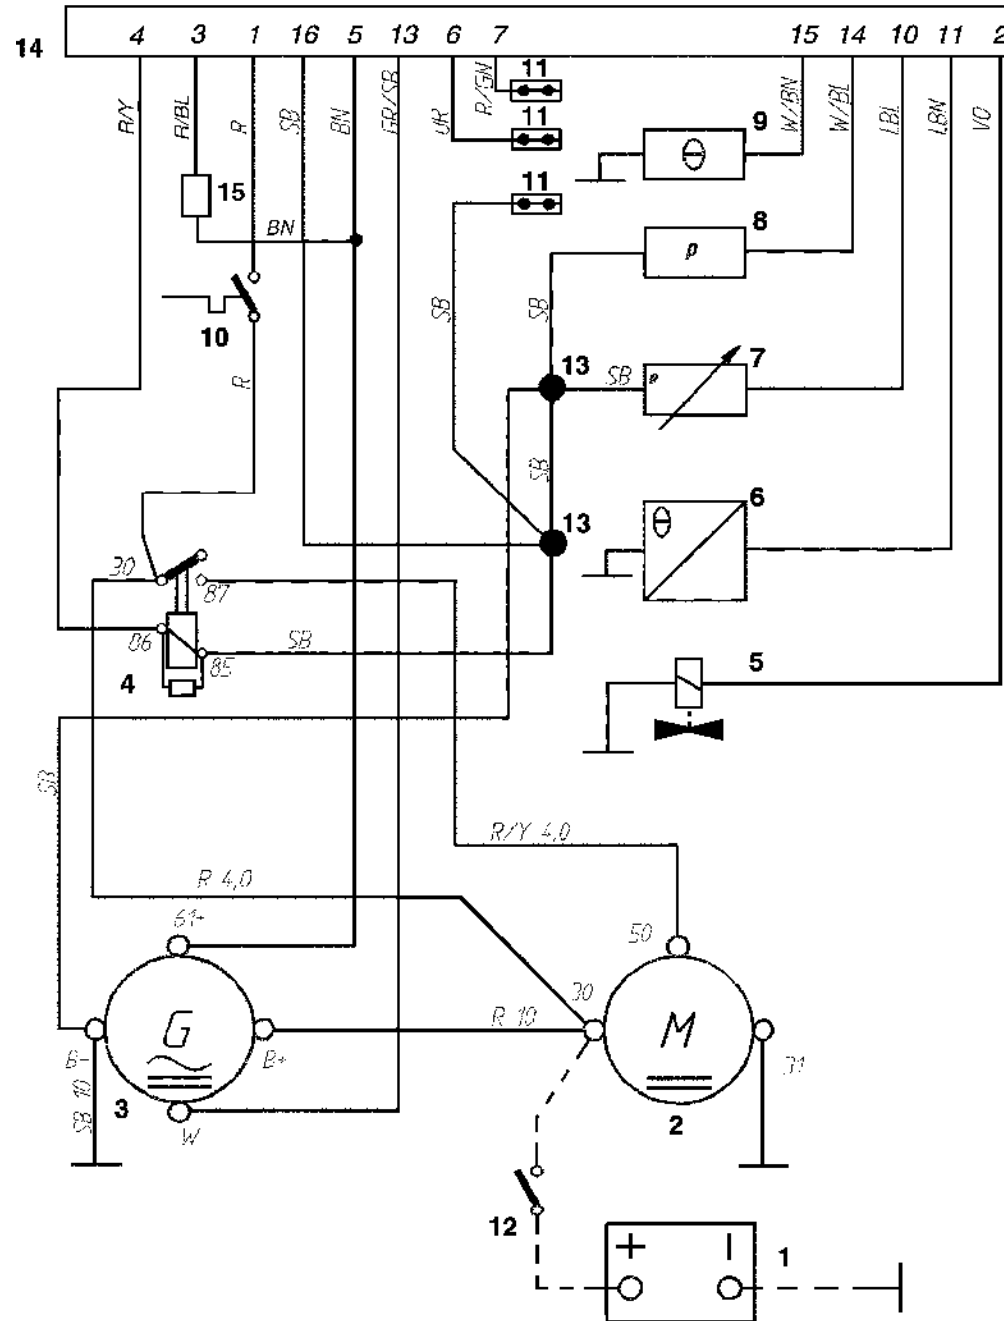 14 4 3 1 16 5 13 6 7 15 14 10 11 2
R/Y R/BL R SB BN GR/SB OR R/GN W/BN W/BL LBL LBN VO
11
11
9
15
11
BN
8
p
10
SB
SB
R
13
SB
7
SB
13
6
30
87
86
SB
85
4
5
SB
R/Y 4,0
R 4,0
61+
50
30
G
R 10
M
B-
B+
31
SB 10
3
W
2
12
+
1